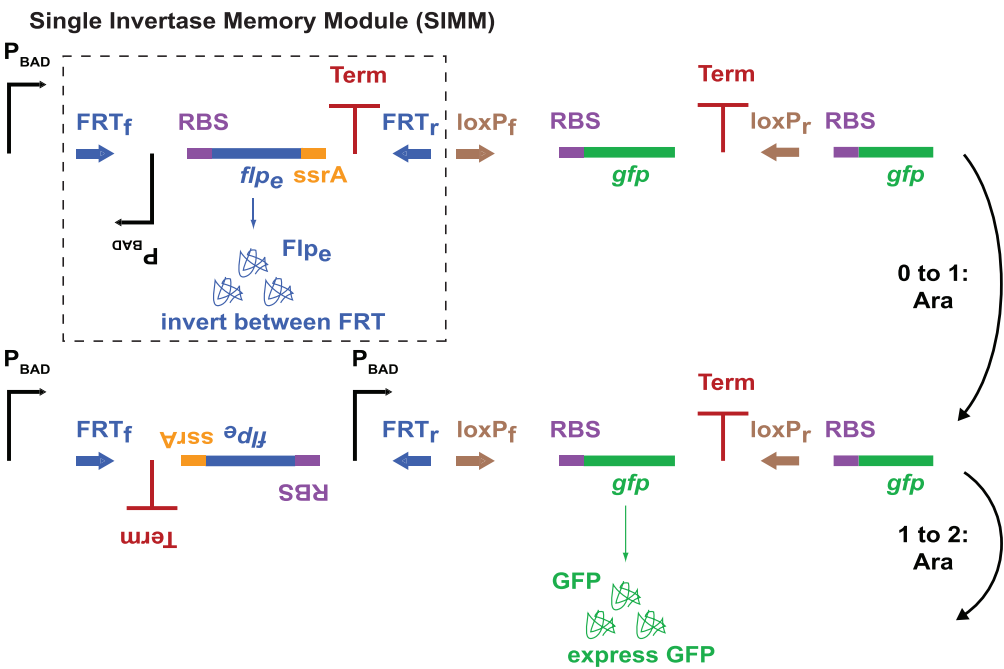 Single Invertase Memory Module (SIMM)
PBAD
Term
Term
FRTf
RBS
FRTr
loxPf
RBS
loxPr
RBS
flpe
ssrA
gfp
gfp
PBAD
Flpe
invert between FRT
0 to 1:
Ara
PBAD
PBAD
Term
FRTf
ssrA
flpe
FRTr
loxPf
RBS
loxPr
RBS
RBS
gfp
gfp
Term
1 to 2:
Ara
GFP
express GFP